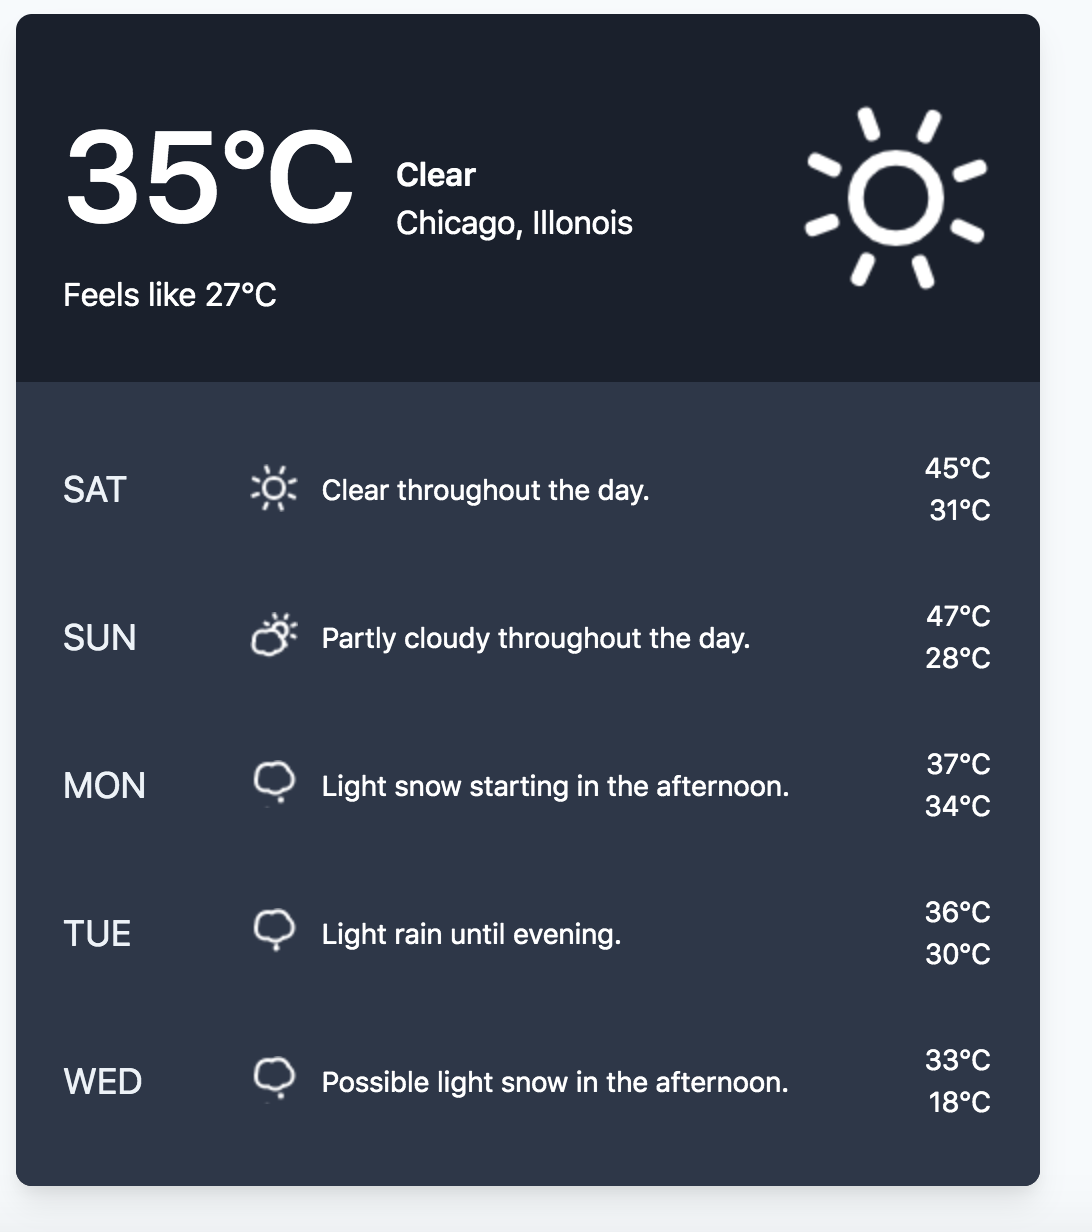 35°C
Clear
Chicago, Illonois
Feels like 27°C
SAT
Clear throughout the day.
45°C
31°C
SUN
Partly cloudy throughout the day.
47°C
28°C
MON
Light snow starting in the afternoon.
37°C
34°C
TUE
Light rain until evening.
36°C
30°C
WED
Possible light snow in the afternoon.
33°C
18°C